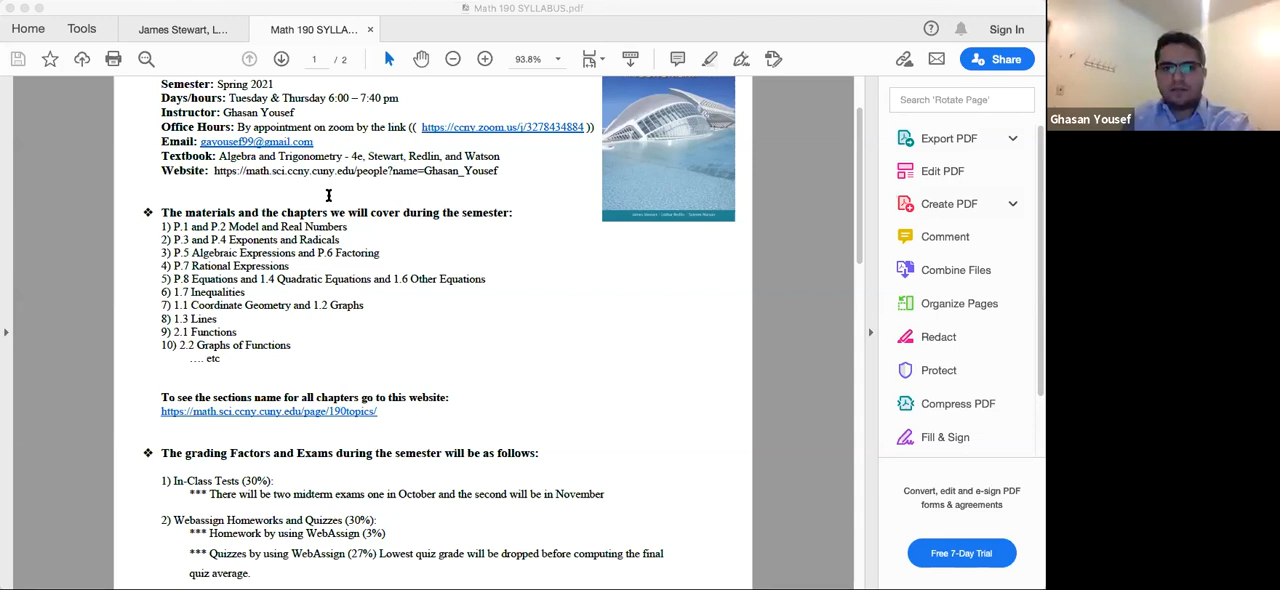 Math 190 SYLLABUS.pdf
Home Tools James Stewart, L... Math 190 SYLLA... × Sign In
1 / 2 93.8% Share
Semester: Spring 2021
Days/hours: Tuesday & Thursday 6:00 – 7:40 pm
Instructor: Ghasan Yousef
Office Hours: By appointment on zoom by the link (( https://ccny.zoom.us/j/3278434884 ))
Email: gayousef99@gmail.com
Textbook: Algebra and Trigonometry - 4e, Stewart, Redlin, and Watson
Website: https://math.sci.ccny.cuny.edu/people?name=Ghasan_Yousef
❖ The materials and the chapters we will cover during the semester:
1) P.1 and P.2 Model and Real Numbers
2) P.3 and P.4 Exponents and Radicals
3) P.5 Algebraic Expressions and P.6 Factoring
4) P.7 Rational Expressions
5) P.8 Equations and 1.4 Quadratic Equations and 1.6 Other Equations
6) 1.7 Inequalities
7) 1.1 Coordinate Geometry and 1.2 Graphs
8) 1.3 Lines
9) 2.1 Functions
10) 2.2 Graphs of Functions
…. etc
To see the sections name for all chapters go to this website:
https://math.sci.ccny.cuny.edu/page/190topics/
❖ The grading Factors and Exams during the semester will be as follows:
1) In-Class Tests (30%):
*** There will be two midterm exams one in October and the second will be in November
2) Webassign Homeworks and Quizzes (30%):
*** Homework by using WebAssign (3%)
*** Quizzes by using WebAssign (27%) Lowest quiz grade will be dropped before computing the final
quiz average.
Search 'Rotate Page'
Export PDF
Edit PDF
Create PDF
Comment
Combine Files
Organize Pages
Redact
Protect
Compress PDF
Fill & Sign
Convert, edit and e-sign PDF
forms & agreements
Free 7-Day Trial
Ghasan Yousef